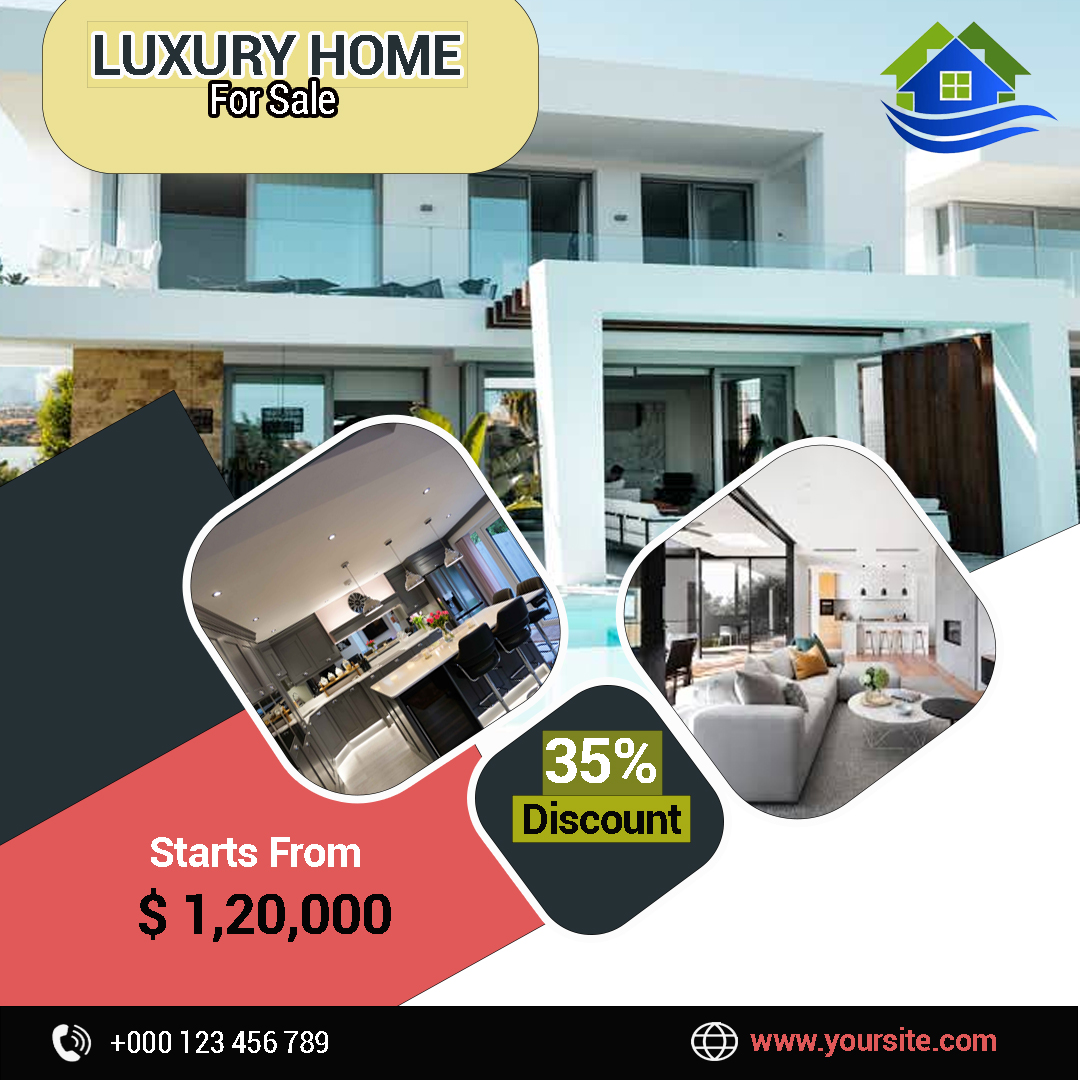 LUXURY HOME
For Sale
35%
Discount
Starts From
$ 1,20,000
+000 123 456 789
www.yoursite.com